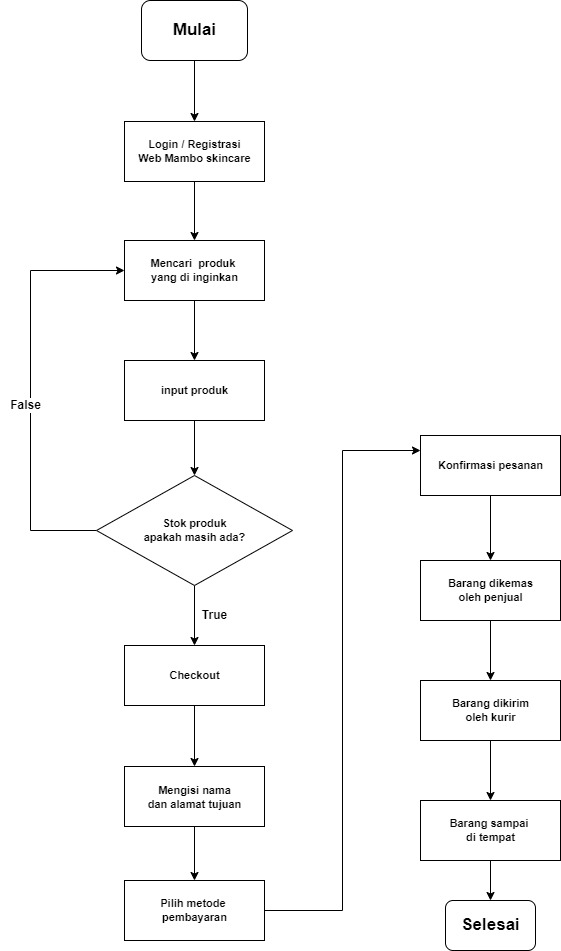 Mulai
Login / Registrasi
Web Mambo skincare
Mencari produk
yang di inginkan
input produk
False
Stok produk
apakah masih ada?
True
Checkout
Mengisi nama
dan alamat tujuan
Pilih metode
pembayaran
Konfirmasi pesanan
Barang dikemas
oleh penjual
Barang dikirim
oleh kurir
Barang sampai
di tempat
Selesai